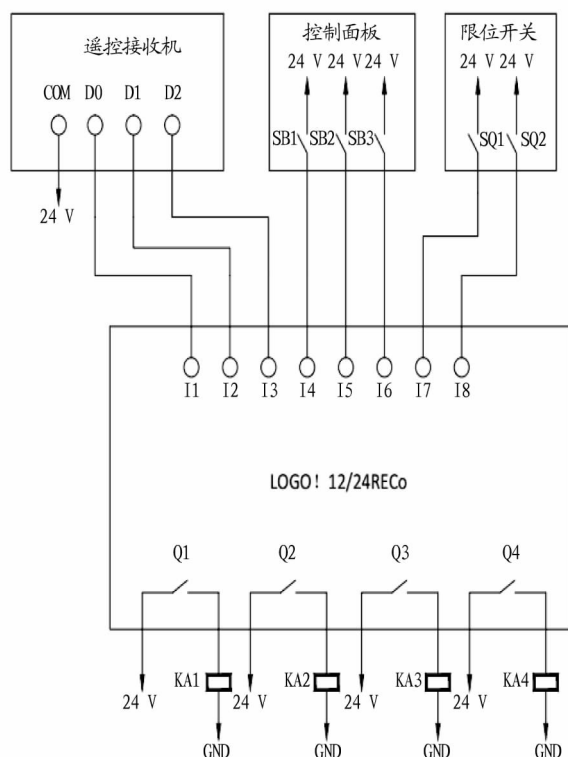 遥控接收机
控制面板
限位开关
24 V 24 V 24 V
24 V 24 V
COM D0 D1 D2
SB1 SB2 SB3
SQ1 SQ2
24 V
I1 I2 I3 I4 I5 I6 I7 I8
LOGO! 12/24RECo
Q1 Q2 Q3 Q4
KA1 KA2 KA3 KA4
24 V 24 V 24 V 24 V
GND GND GND GND